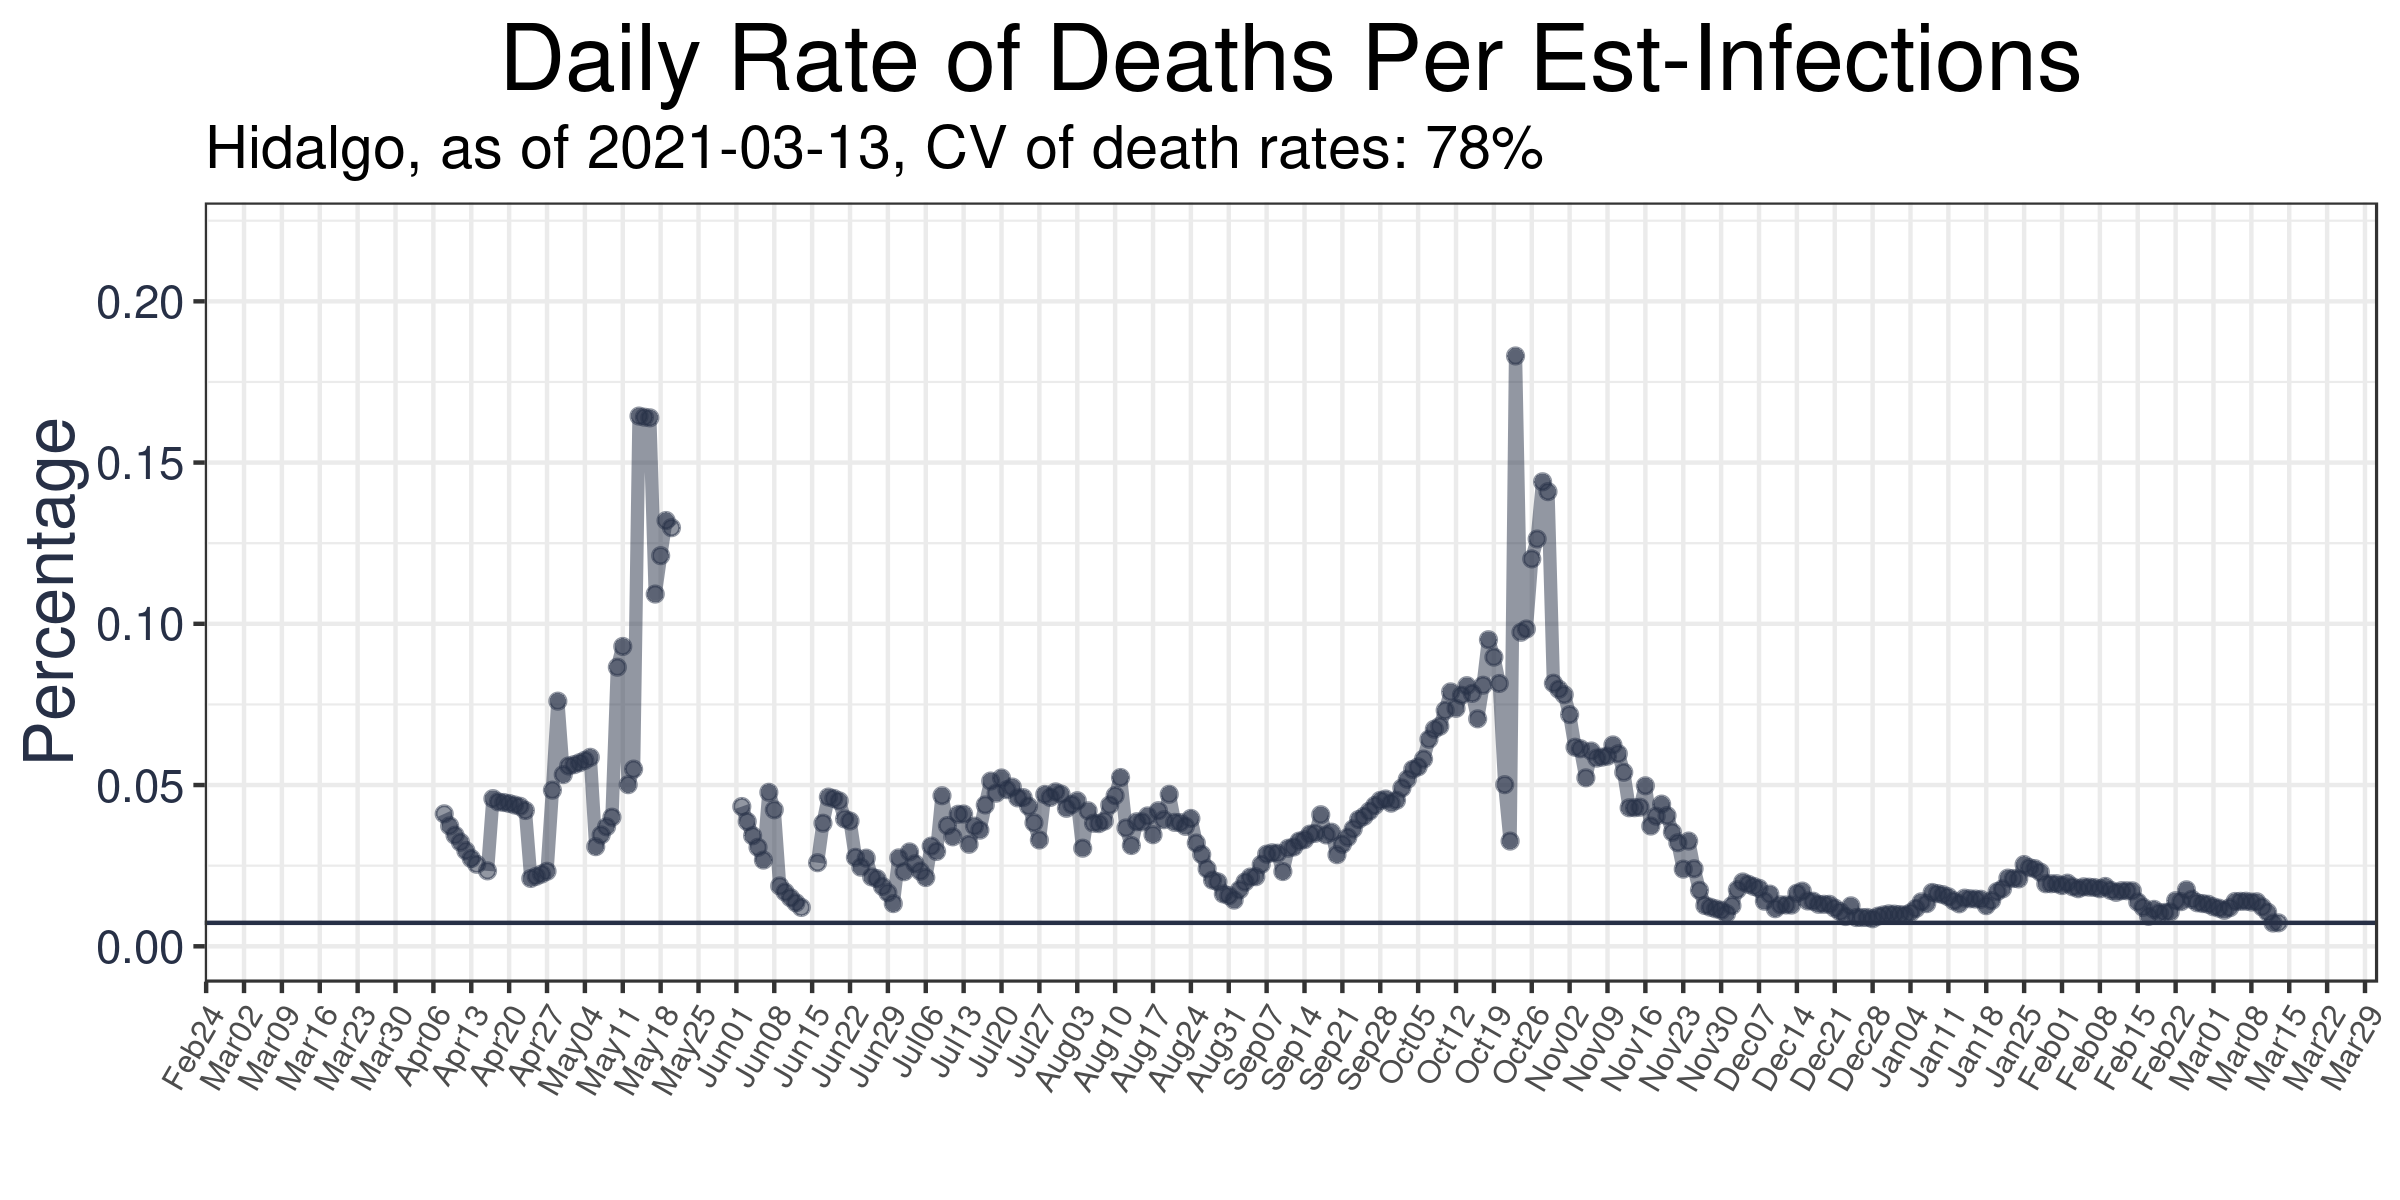 Daily Rate of Deaths Per Est-Infections
Hidalgo, as of 2021-03-13, CV of death rates: 78%
Percentage
0.20
0.15
0.10
0.05
0.00
Feb24
Mar02
Mar09
Mar16
Mar23
Mar30
Apr06
Apr13
Apr20
Apr27
May04
May11
May18
May25
Jun01
Jun08
Jun15
Jun22
Jun29
Jul06
Jul13
Jul20
Jul27
Aug03
Aug10
Aug17
Aug24
Aug31
Sep07
Sep14
Sep21
Sep28
Oct05
Oct12
Oct19
Oct26
Nov02
Nov09
Nov16
Nov23
Nov30
Dec07
Dec14
Dec21
Dec28
Jan04
Jan11
Jan18
Jan25
Feb01
Feb08
Feb15
Feb22
Mar01
Mar08
Mar15
Mar22
Mar29